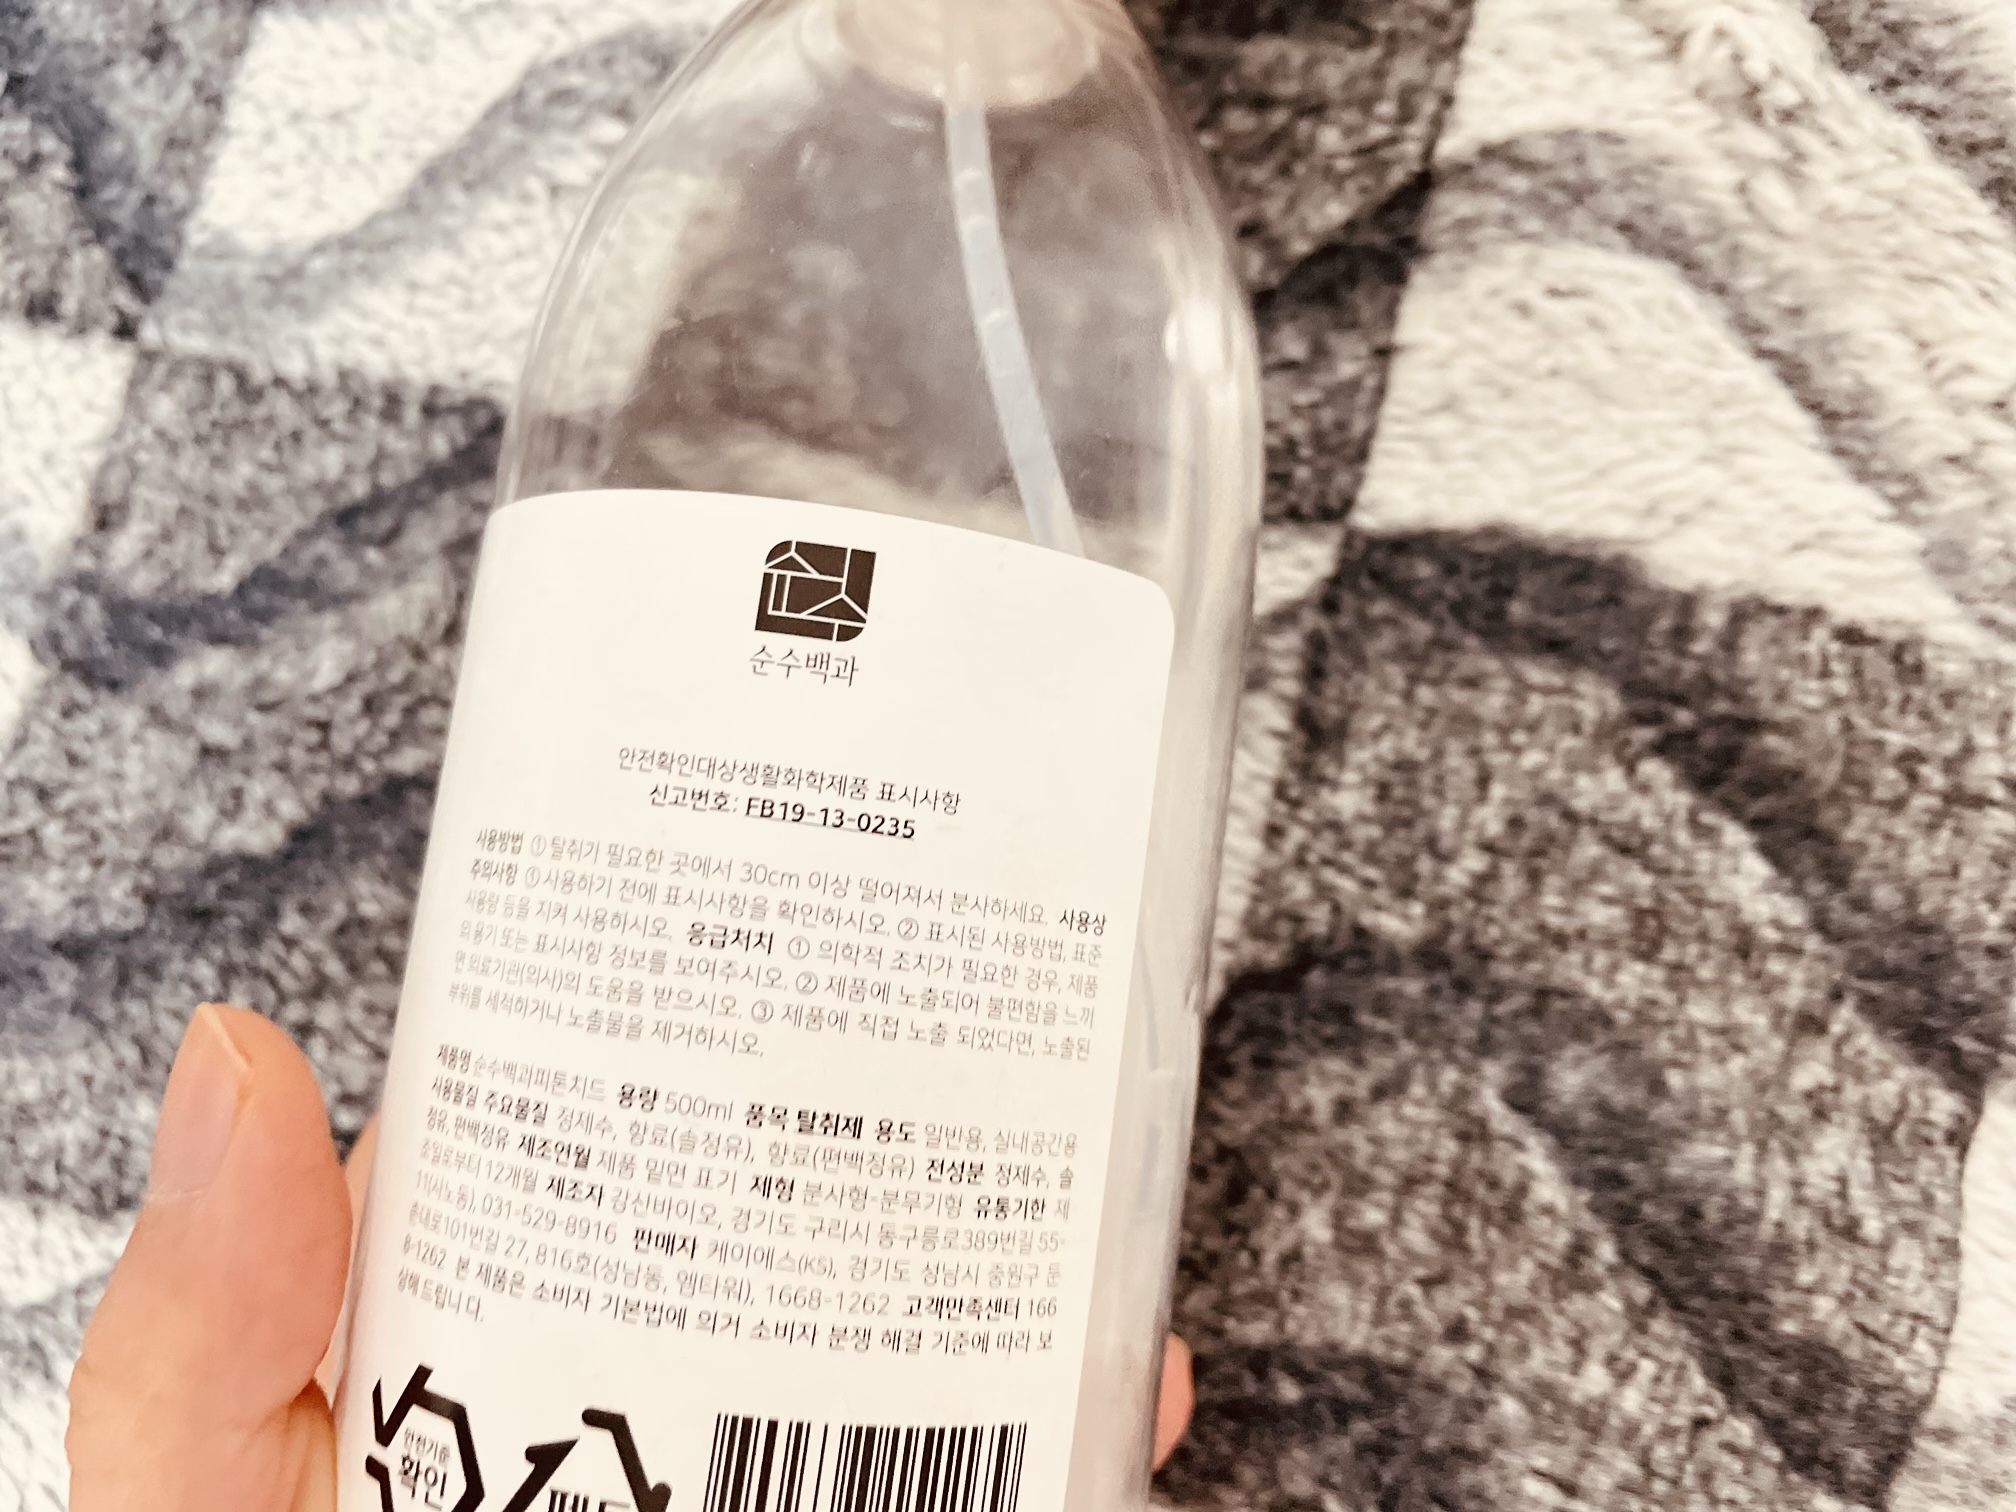 순수백과
안전확인대상생활화학제품 표시사항
신고번호: FB19-13-0235
사용방법 ①탈취가 필요한 곳에서 30cm 이상 떨어져서 분사하세요. 사용상
주의사항 ①사용하기 전에 표시사항을 확인하시오. ② 표시된 사용방법, 표준
사용량 등을 지켜 사용하시오. 응급처치 ① 의학적 조치가 필요한 경우, 제품
의 용기 또는 표시사항 정보를 보여주시오. ② 제품에 노출되어 불편함을 느끼
면 의료기관(의사)의 도움을 받으시오. ③ 제품에 직접 노출 되었다면, 노출된
부위를 세척하거나 노출물을 제거하시오.
제품명 순수백과피톤치드 용량 500ml 품목 탈취제 용도 일반용, 실내공간용
사용물질 주요물질 정제수, 향료(솔정유), 향료(편백정유) 전성분 정제수, 솔
정유, 편백정유 제조연월 제품 밑면 표기 제형 분사형-분무기형 유통기한 제
조일로부터 12개월 제조자 강산바이오, 경기도 구리시 동구릉로389번길 55-
11(사노동), 031-529-8916 판매자 케이에스(KS), 경기도 성남시 중원구 둔
촌대로101번길 27, 816호(성남동, 엠타워), 1668-1262 고객만족센터 166
8-1262 본 제품은 소비자 기본법에 의거 소비자 분쟁 해결 기준에 따라 보
상해 드립니다.
안전기준
확인
페트